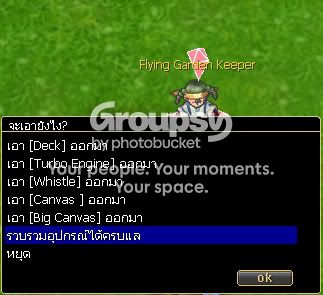 Flying Garden Keeper
จะเอายังไง?
Groupsy
by photobucket
เอา [Deck] ออกมา
เอา [Turbo Engine] ออกมา
Your people. Your moments.
เอา [Whistle] ออกมา
Your space.
เอา [Canvas ] ออกมา
เอา [Big Canvas] ออกมา
รวบรวมอุปกรณ์ได้ครบแล
หยุด
ok